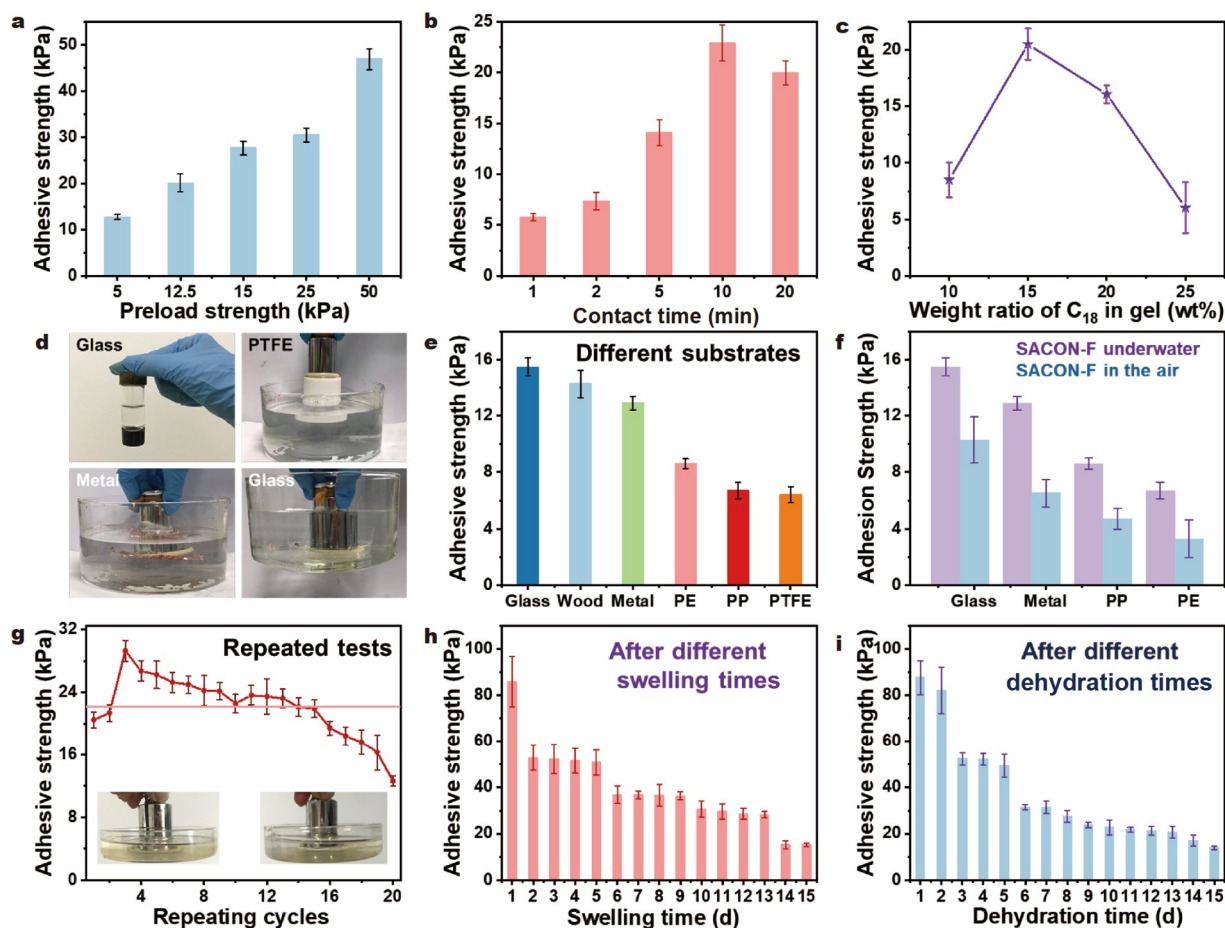 a
Adhesive strength (kPa)
50
40
30
20
10
0
5 12.5 15 25 50
Preload strength (kPa)
b
Adhesive strength (kPa)
25
20
15
10
5
0
1 2 5 10 20
Contact time (min)
c
Adhesive strength (kPa)
20
15
10
5
0
10 15 20 25
Weight ratio of C18 in gel (wt%)
d
Glass
PTFE
Metal
Glass
e
Different substrates
Adhesive strength (kPa)
16
12
8
4
0
Glass Wood Metal PE PP PTFE
f
SACON-F underwater
SACON-F in the air
Adhesion Strength (kPa)
16
12
8
4
0
Glass Metal PP PE
g
Repeated tests
Adhesive strength (kPa)
32
24
16
8
0
4 8 12 16 20
Repeating cycles
h
After different
swelling times
Adhesive strength (kPa)
100
80
60
40
20
0
1 2 3 4 5 6 7 8 9 10 11 12 13 14 15
Swelling time (d)
i
After different
dehydration times
Adhesive strength (kPa)
100
80
60
40
20
0
1 2 3 4 5 6 7 8 9 10 11 12 13 14 15
Dehydration time (d)